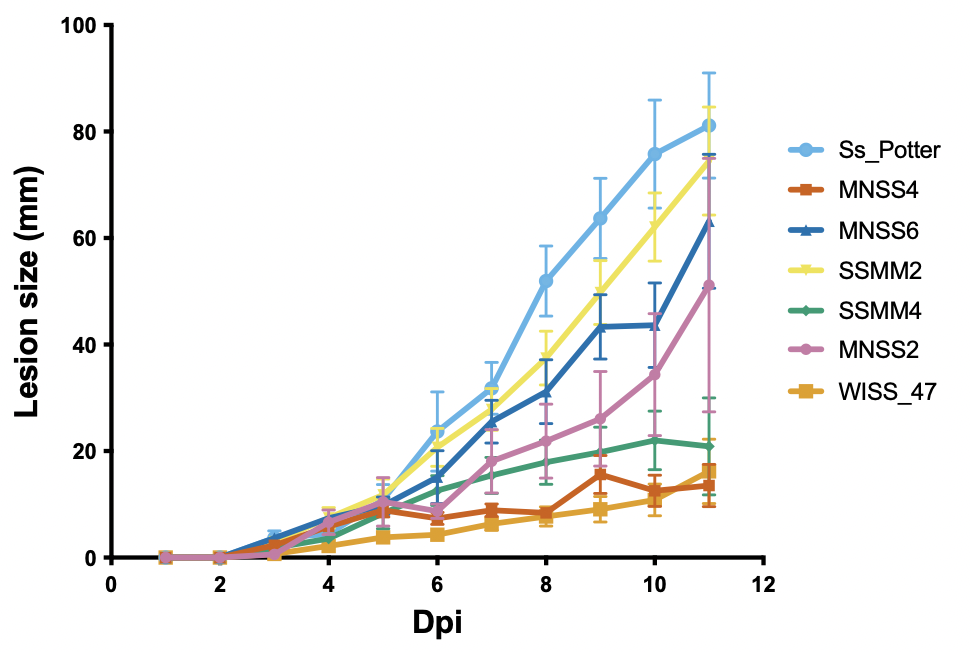 100
80
60
40
20
0
Lesion size (mm)
0 2 4 6 8 10 12
Dpi
Ss_Potter
MNSS4
MNSS6
SSMM2
SSMM4
MNSS2
WISS_47